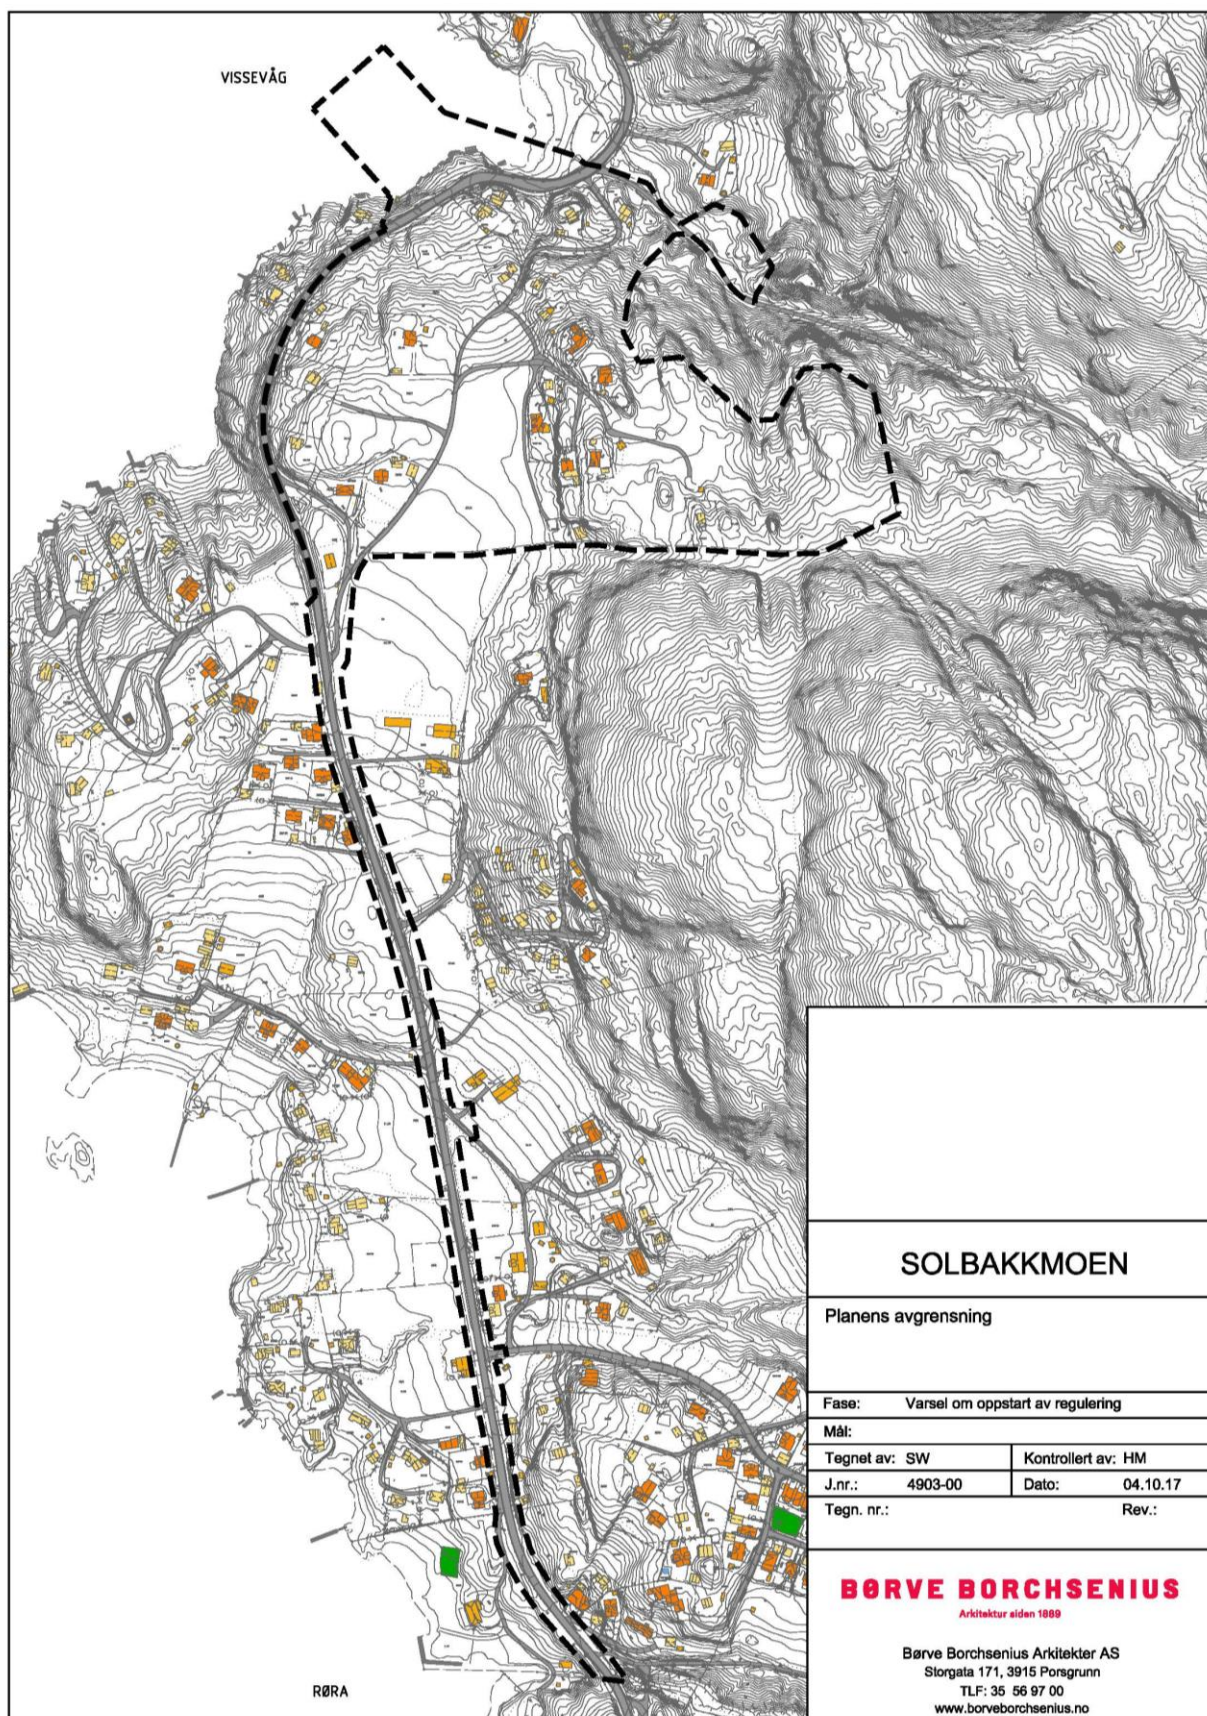 VISSEVÅG
RØRA
SOLBAKKMOEN
Planens avgrensning
Fase: Varsel om oppstart av regulering
Mål:
Tegnet av: SW Kontrollert av: HM
J.nr.: 4903-00 Dato: 04.10.17
Tegn. nr.: Rev.:
BØRVE BORCHSENIUS
Arkitektur siden 1889
Børve Borchsenius Arkitekter AS
Storgata 171, 3915 Porsgrunn
TLF: 35 56 97 00
www.borveborchsenius.no